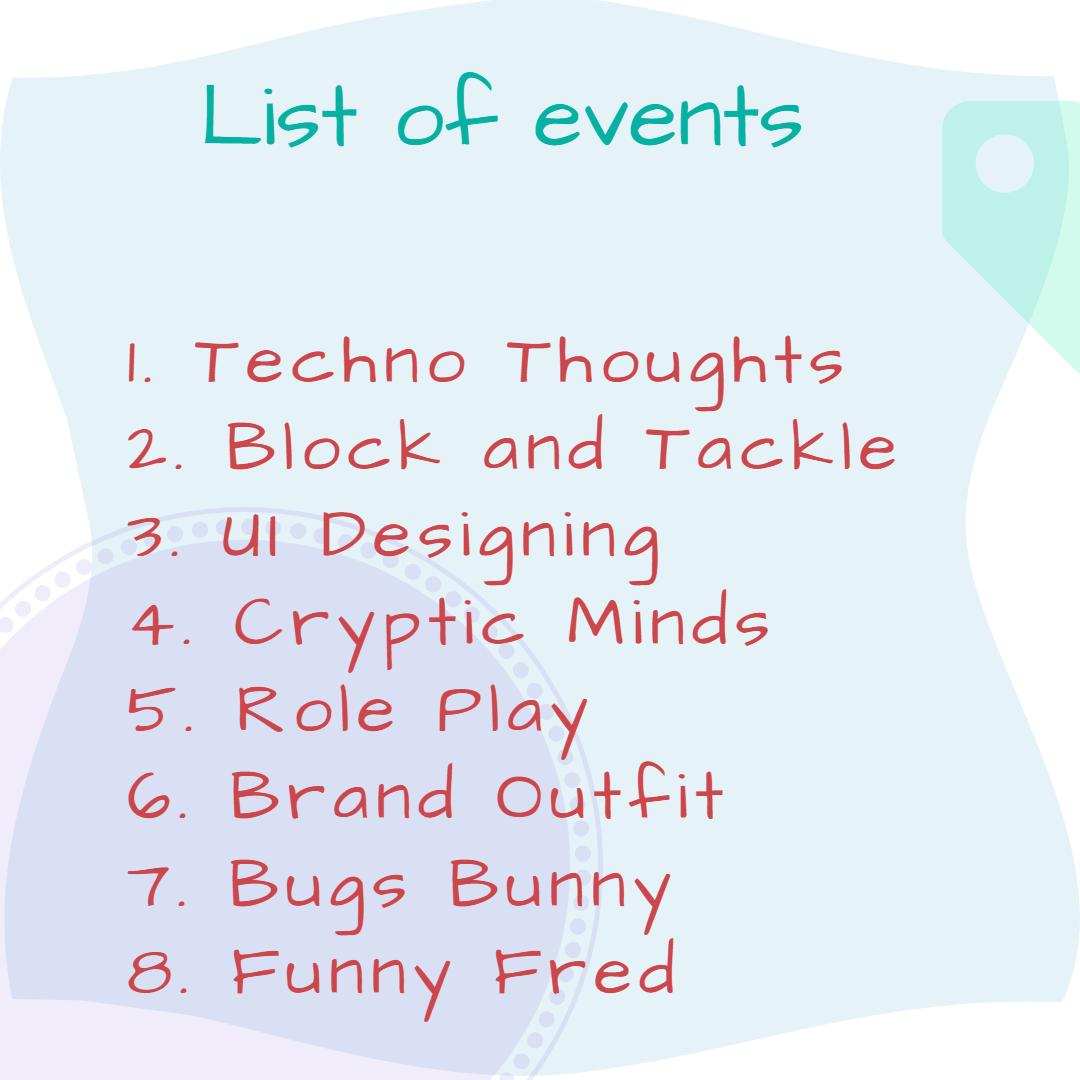 List of events
1. Techno Thoughts
2. Block and Tackle
3. UI Designing
4. Cryptic Minds
5. Role Play
6. Brand Outfit
7. Bugs Bunny
8. Funny Fred